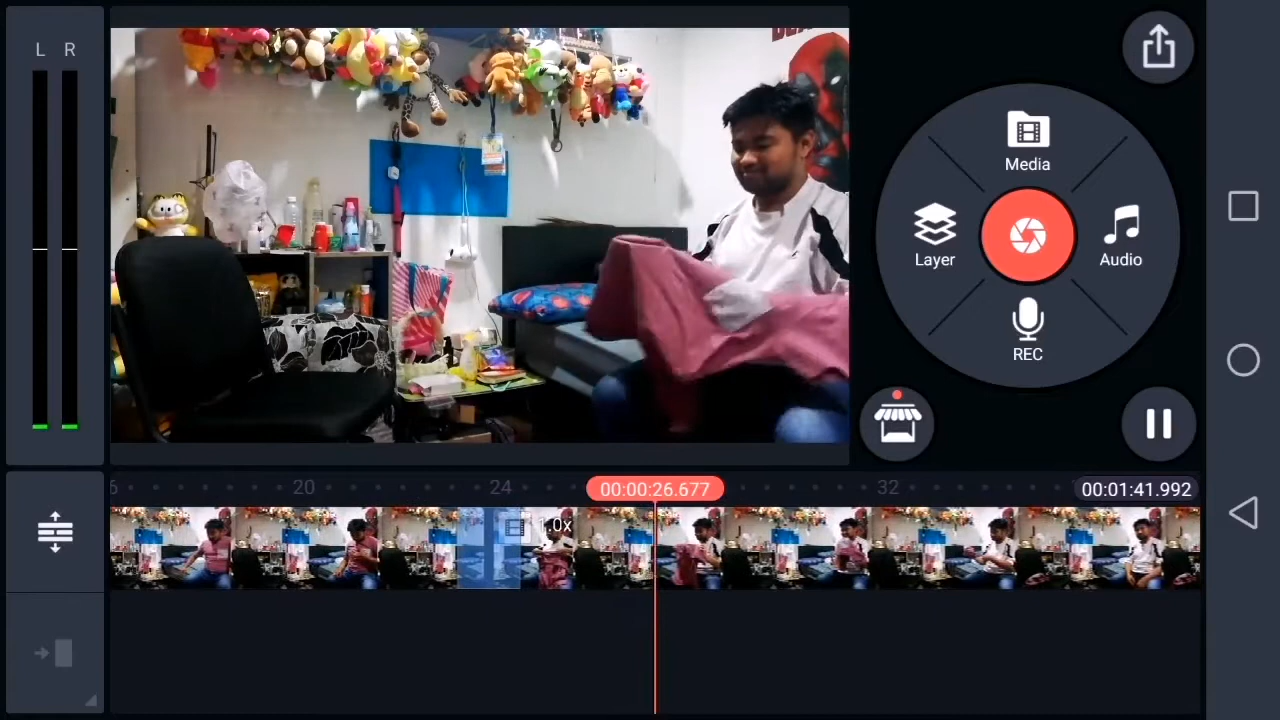 L R
Media
Layer
Audio
REC
20
24
00:00:26.677
32
00:01:41.992
1.0x